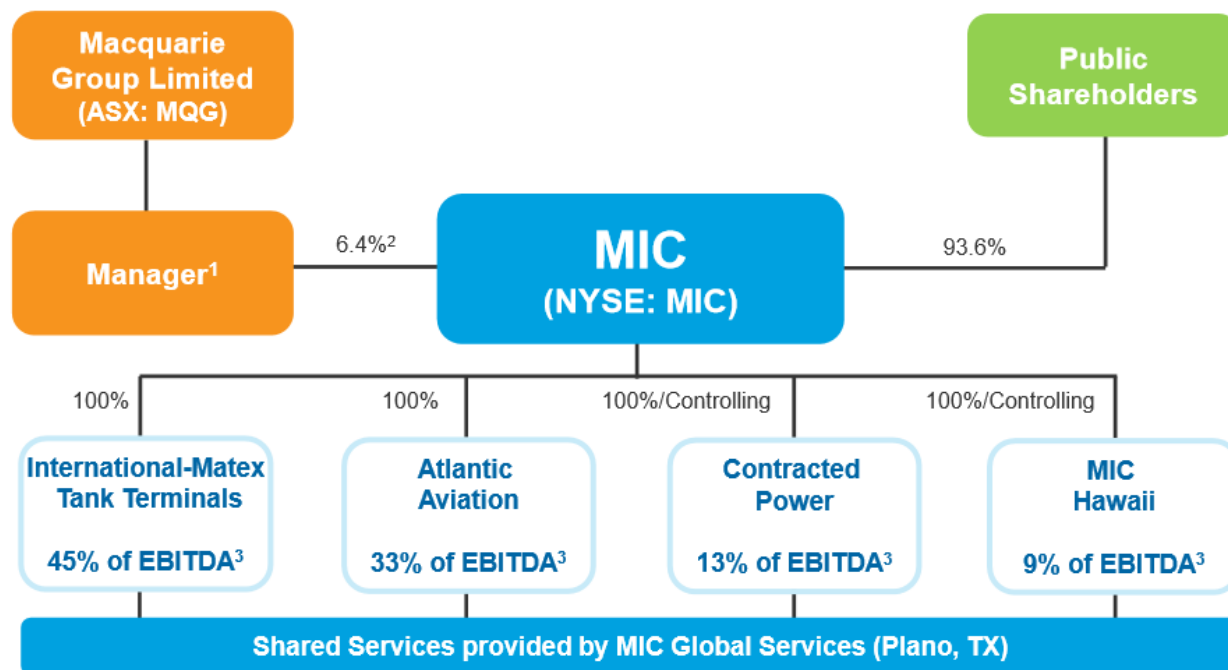 Macquarie
Group Limited
(ASX: MQG)
Public
Shareholders
Manager¹
6.4%²
MIC
(NYSE: MIC)
93.6%
100%
100%
100%/Controlling
100%/Controlling
International-Matex
Tank Terminals
45% of EBITDA³
Atlantic
Aviation
33% of EBITDA³
Contracted
Power
13% of EBITDA³
MIC
Hawaii
9% of EBITDA³
Shared Services provided by MIC Global Services (Plano, TX)